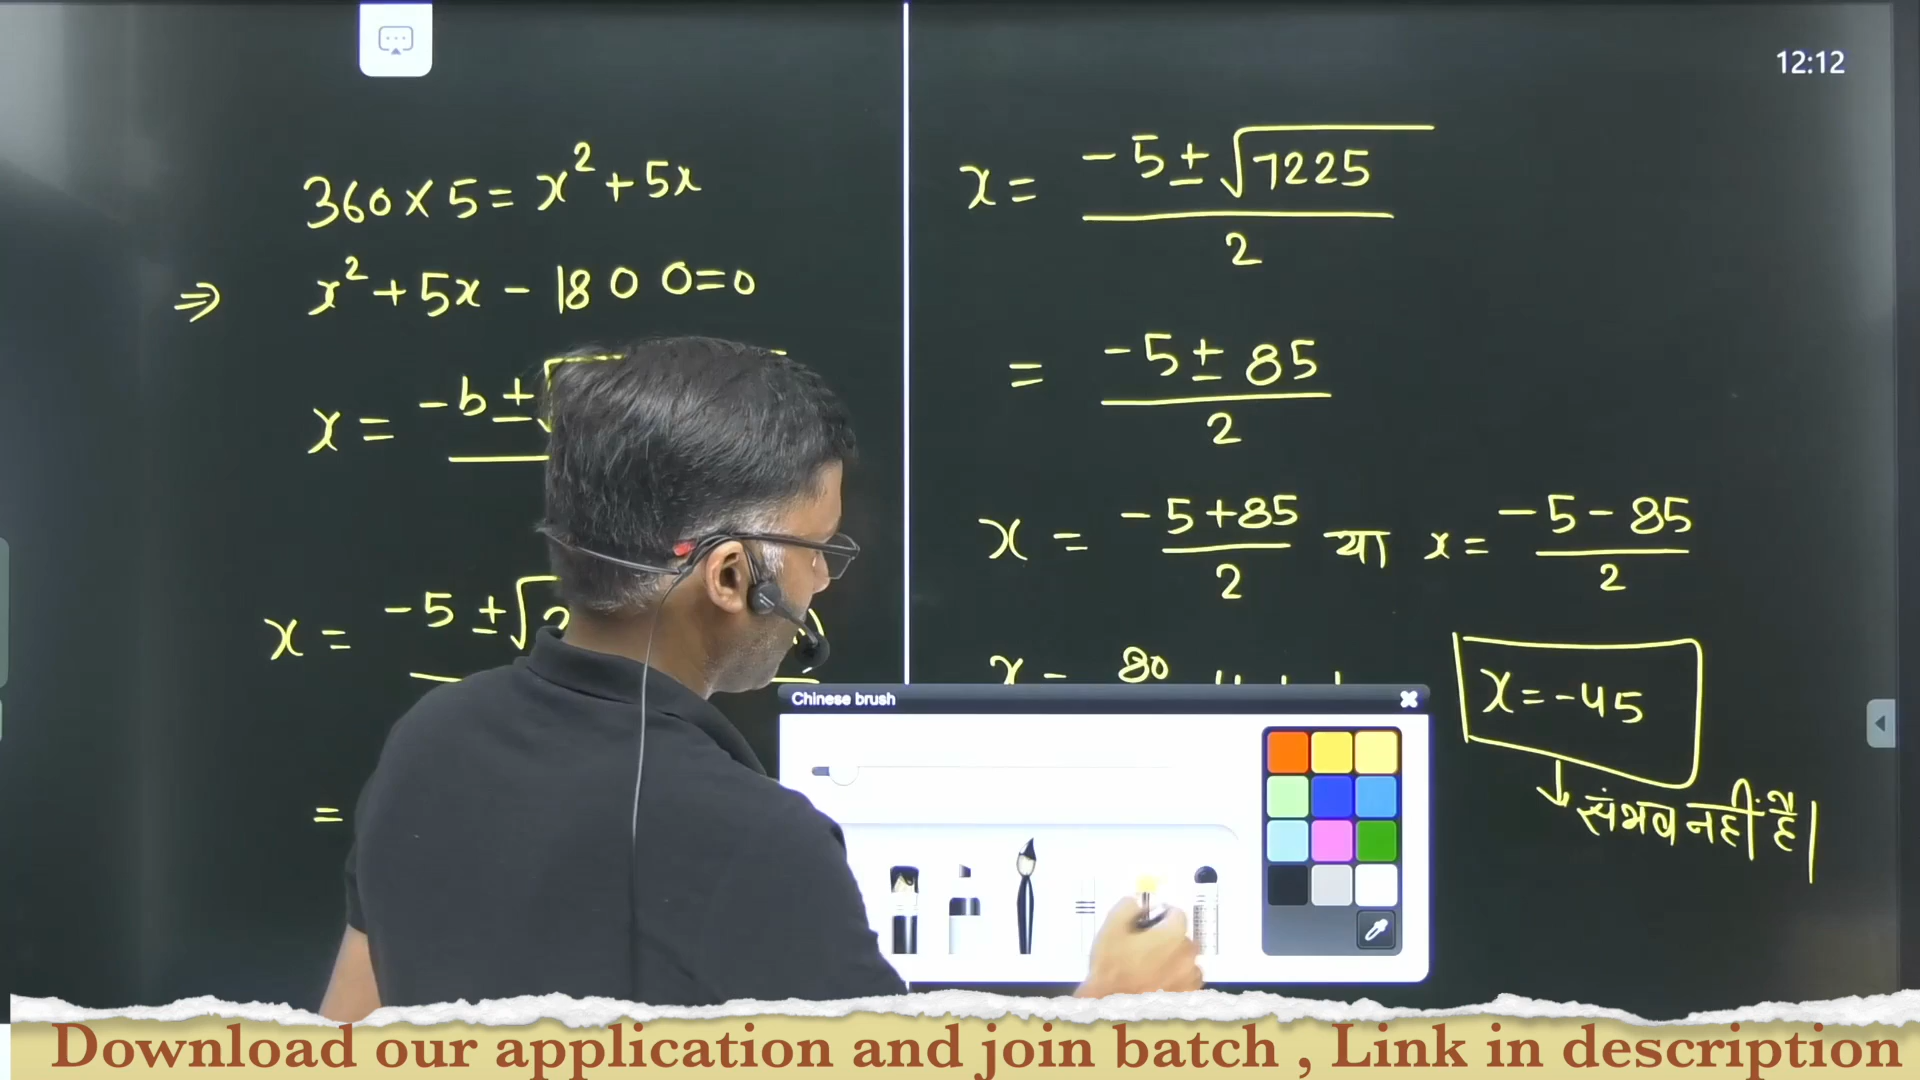 12:12
360 × 5 = x² + 5x
⇒ x² + 5x - 1800 = 0
x = -b ± √
x = -5 ± √2
=
x = -5 ± √7225 / 2
= -5 ± 85 / 2
x = -5 + 85 / 2 या x = -5 - 85 / 2
x = 80
x = -45
संभव नहीं है।
Chinese brush
Download our application and join batch , Link in description